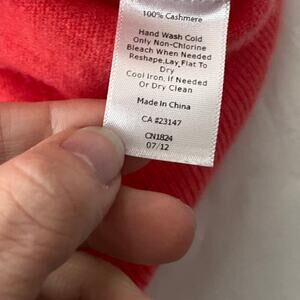 100% Cashmere
Hand Wash Cold
Only Non-Chlorine
Bleach When Needed
Reshape,Lay Flat To
Dry
Cool Iron, If Needed
Or Dry Clean
Made In China
CA #23147
CN1824
07/12